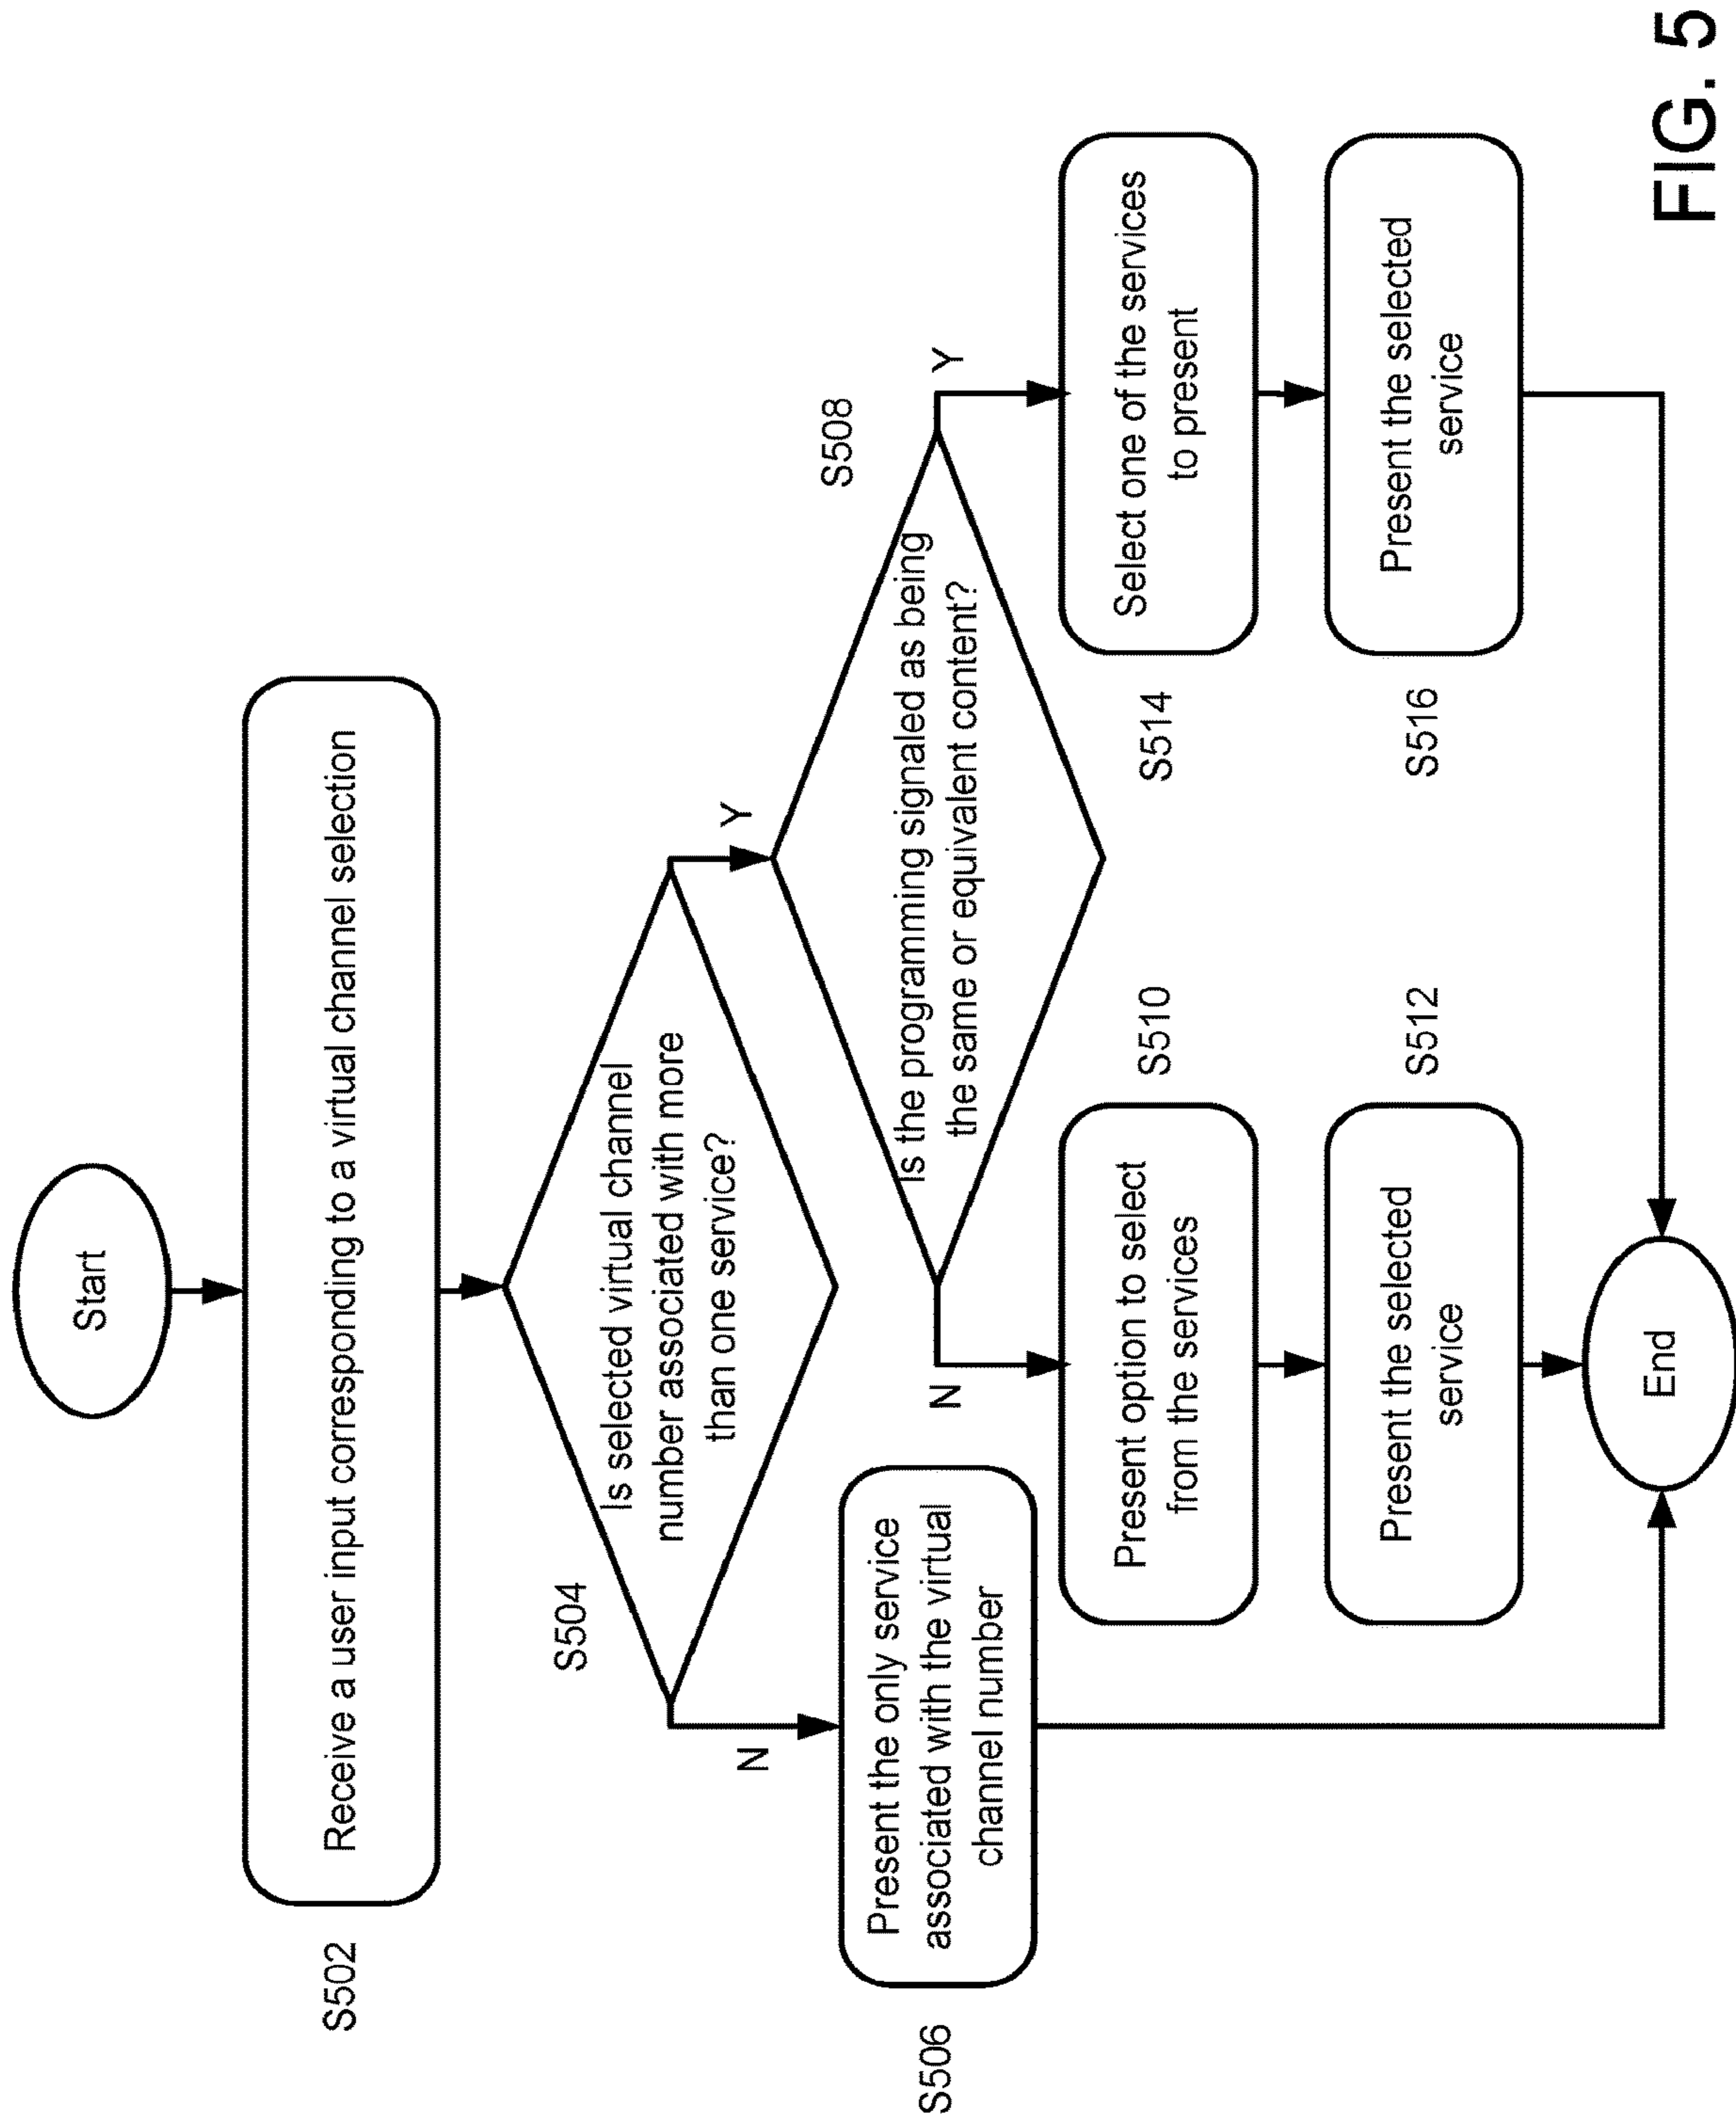 Start
S502
Receive a user input corresponding to a virtual channel selection
S504
Is selected virtual channel
number associated with more
than one service?
N
Y
S506
Present the only service
associated with the virtual
channel number
S508
Is the programming signaled as being
the same or equivalent content?
N
Y
Present option to select
from the services
S510
S514
Select one of the services
to present
Present the selected
service
S512
S516
Present the selected
service
End
FIG. 5